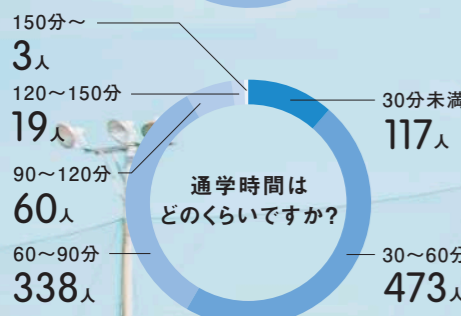 150分～
3人
120～150分
19人
90～120分
60人
60～90分
338人
通学時間は
どのくらいですか?
30分未満
117人
30～60分
473人